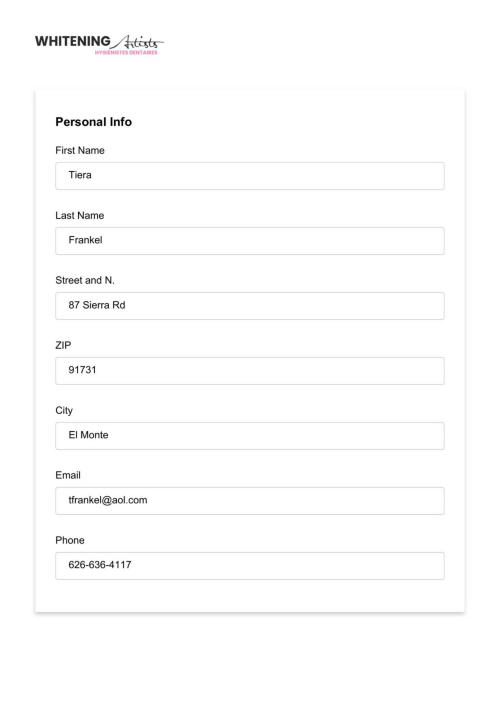 WHITENING Artists
HYGIÉNISTES DENTAIRES
Personal Info
First Name
Tiera
Last Name
Frankel
Street and N.
87 Sierra Rd
ZIP
91731
City
El Monte
Email
tfrankel@aol.com
Phone
626-636-4117